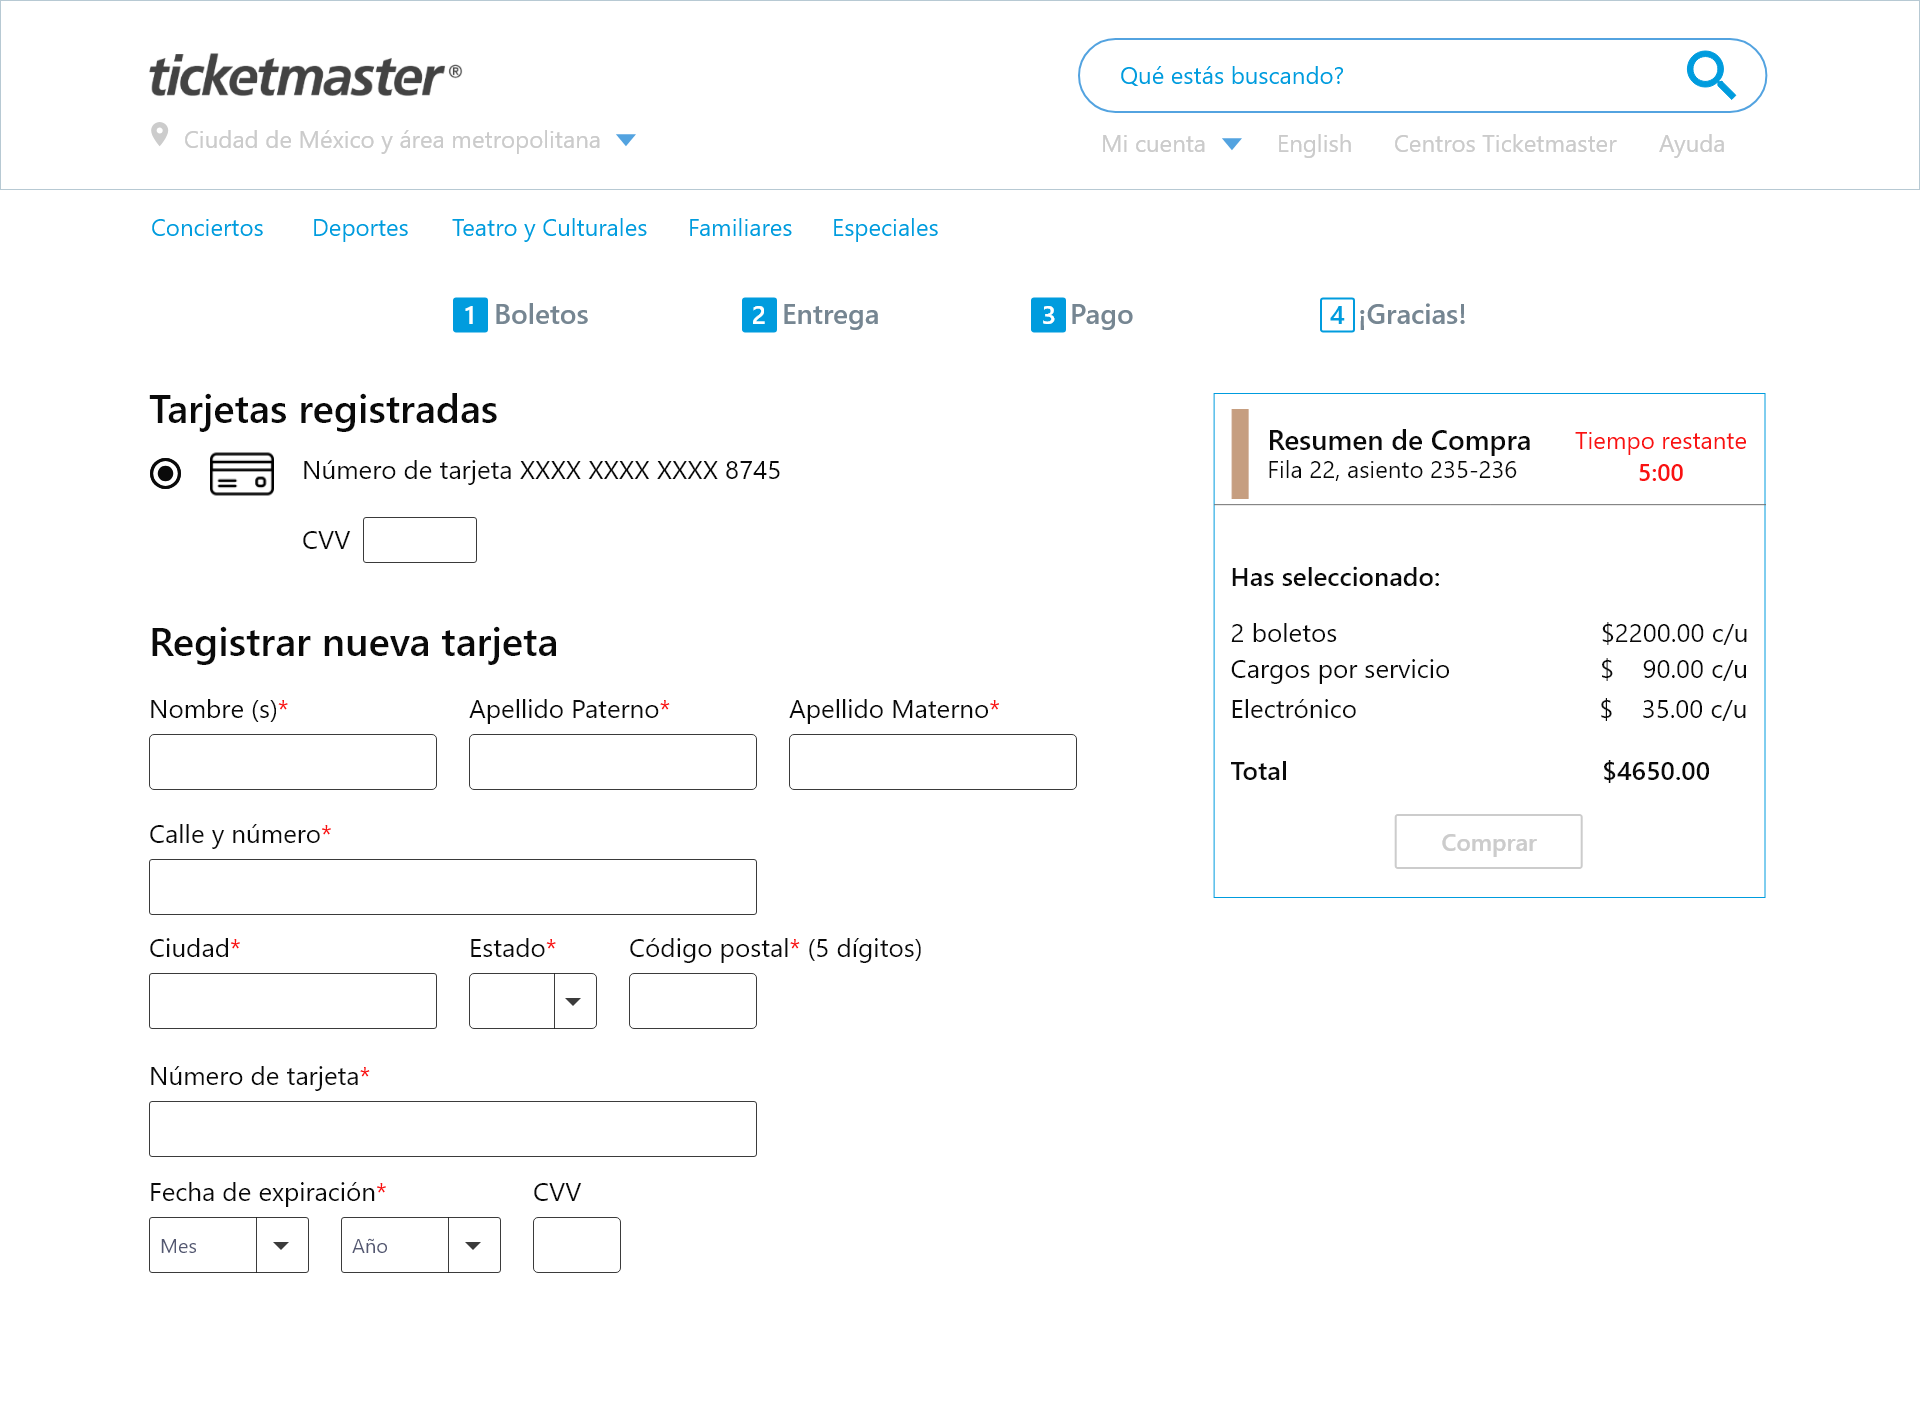 ticketmaster®
Qué estás buscando?
Ciudad de México y área metropolitana
Mi cuenta English Centros Ticketmaster Ayuda
Conciertos Deportes Teatro y Culturales Familiares Especiales
1 Boletos 2 Entrega 3 Pago 4 ¡Gracias!
Tarjetas registradas
Número de tarjeta XXXX XXXX XXXX 8745
CVV
Registrar nueva tarjeta
Nombre (s)* Apellido Paterno* Apellido Materno*
Calle y número*
Ciudad* Estado* Código postal* (5 dígitos)
Número de tarjeta*
Fecha de expiración* CVV
Mes Año
Resumen de Compra Tiempo restante
Fila 22, asiento 235-236 5:00
Has seleccionado:
2 boletos $2200.00 c/u
Cargos por servicio $ 90.00 c/u
Electrónico $ 35.00 c/u
Total $4650.00
Comprar